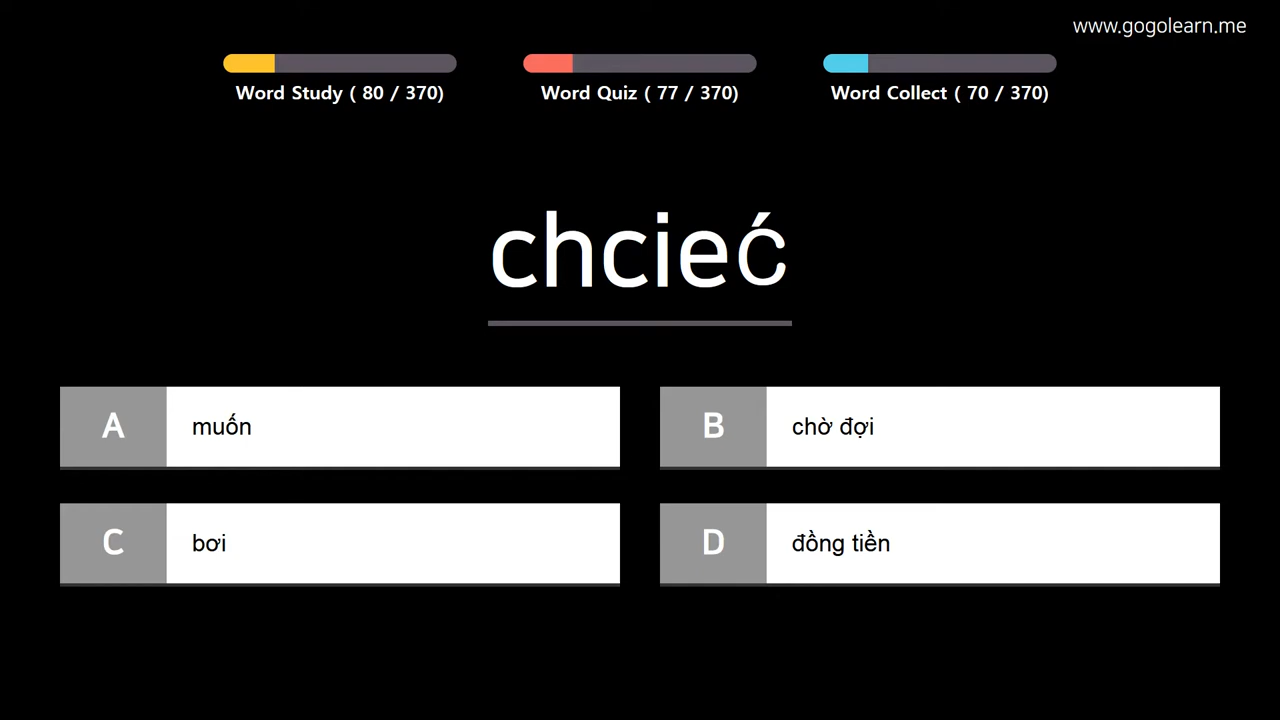 www.gogolearn.me
Word Study ( 80 / 370)
Word Quiz ( 77 / 370)
Word Collect ( 70 / 370)
chcieć
A muốn
B chờ đợi
C bơi
D đồng tiền